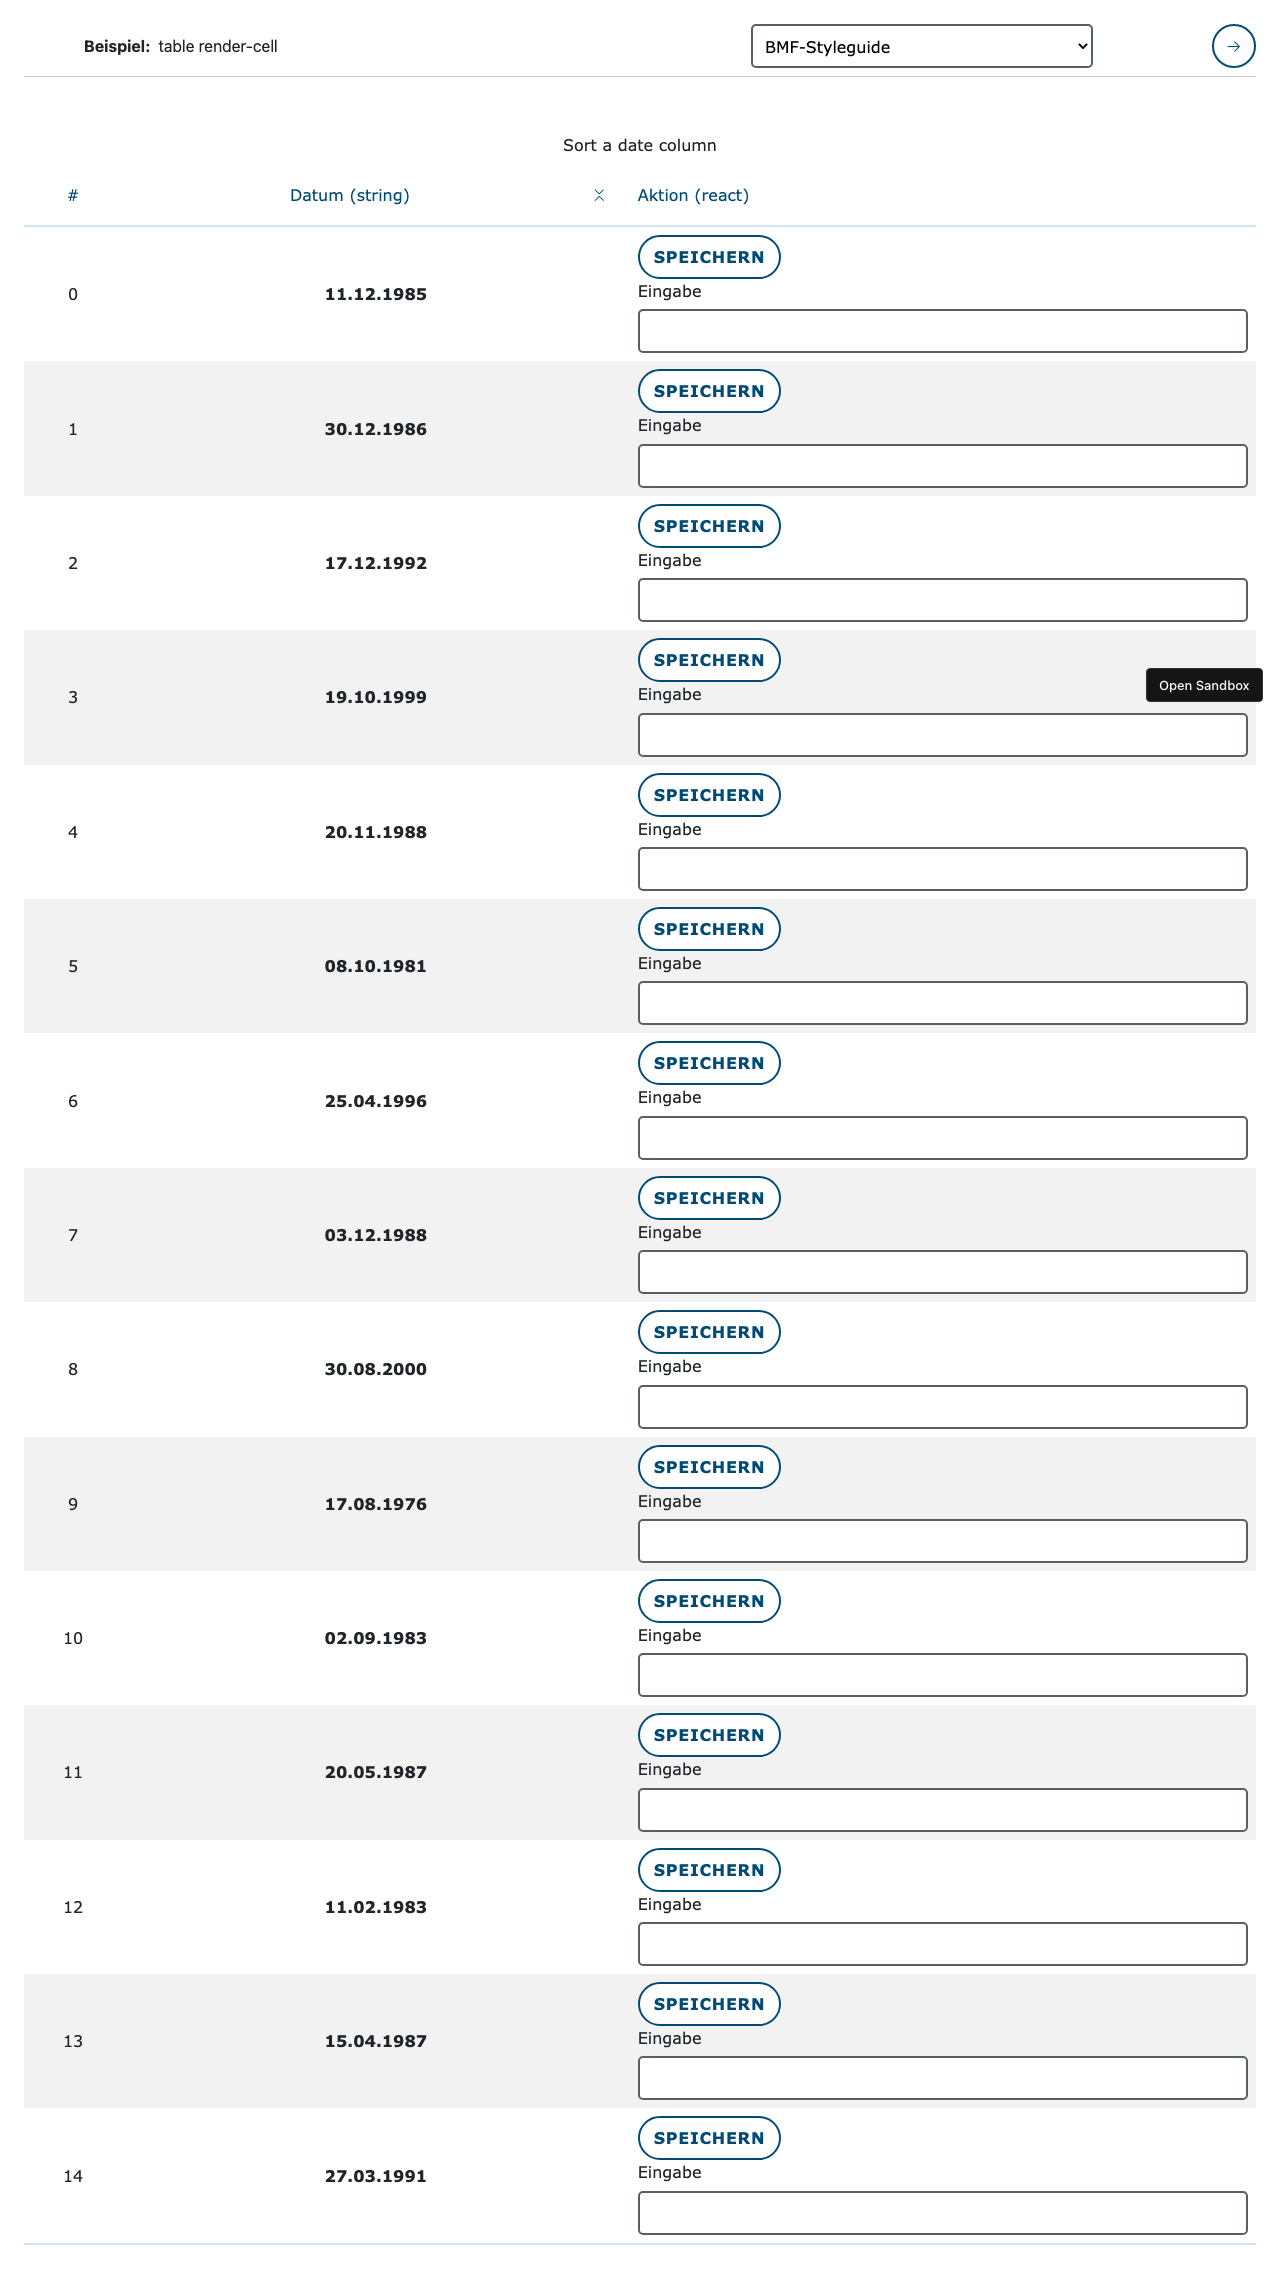 Beispiel: table render-cell BMF-Styleguide
Sort a date column
# Datum (string) Aktion (react)
SPEICHERN
0 11.12.1985 Eingabe
SPEICHERN
1 30.12.1986 Eingabe
SPEICHERN
2 17.12.1992 Eingabe
SPEICHERN
3 19.10.1999 Eingabe
Open Sandbox
SPEICHERN
4 20.11.1988 Eingabe
SPEICHERN
5 08.10.1981 Eingabe
SPEICHERN
6 25.04.1996 Eingabe
SPEICHERN
7 03.12.1988 Eingabe
SPEICHERN
8 30.08.2000 Eingabe
SPEICHERN
9 17.08.1976 Eingabe
SPEICHERN
10 02.09.1983 Eingabe
SPEICHERN
11 20.05.1987 Eingabe
SPEICHERN
12 11.02.1983 Eingabe
SPEICHERN
13 15.04.1987 Eingabe
SPEICHERN
14 27.03.1991 Eingabe